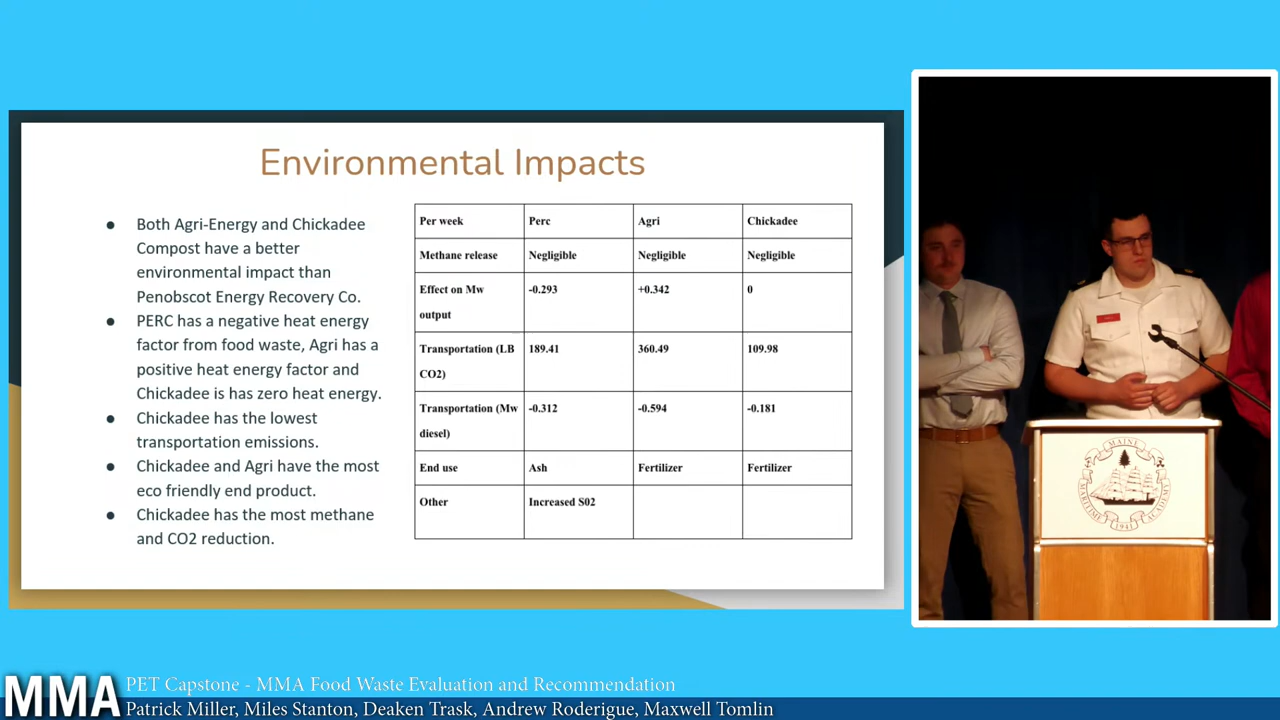 Environmental Impacts
● Both Agri-Energy and Chickadee
Compost have a better
environmental impact than
Penobscot Energy Recovery Co.
● PERC has a negative heat energy
factor from food waste, Agri has a
positive heat energy factor and
Chickadee is has zero heat energy.
● Chickadee has the lowest
transportation emissions.
● Chickadee and Agri have the most
eco friendly end product.
● Chickadee has the most methane
and CO2 reduction.
Per week Perc Agri Chickadee
Methane release Negligible Negligible Negligible
Effect on Mw -0.293 +0.342 0
output
Transportation (LB 189.41 360.49 109.98
CO2)
Transportation (Mw -0.312 -0.594 -0.181
diesel)
End use Ash Fertilizer Fertilizer
Other Increased S02
MAINE
MARITIME ACADEMY
1941
MMA
PET Capstone - MMA Food Waste Evaluation and Recommendation
Patrick Miller, Miles Stanton, Deaken Trask, Andrew Roderigue, Maxwell Tomlin